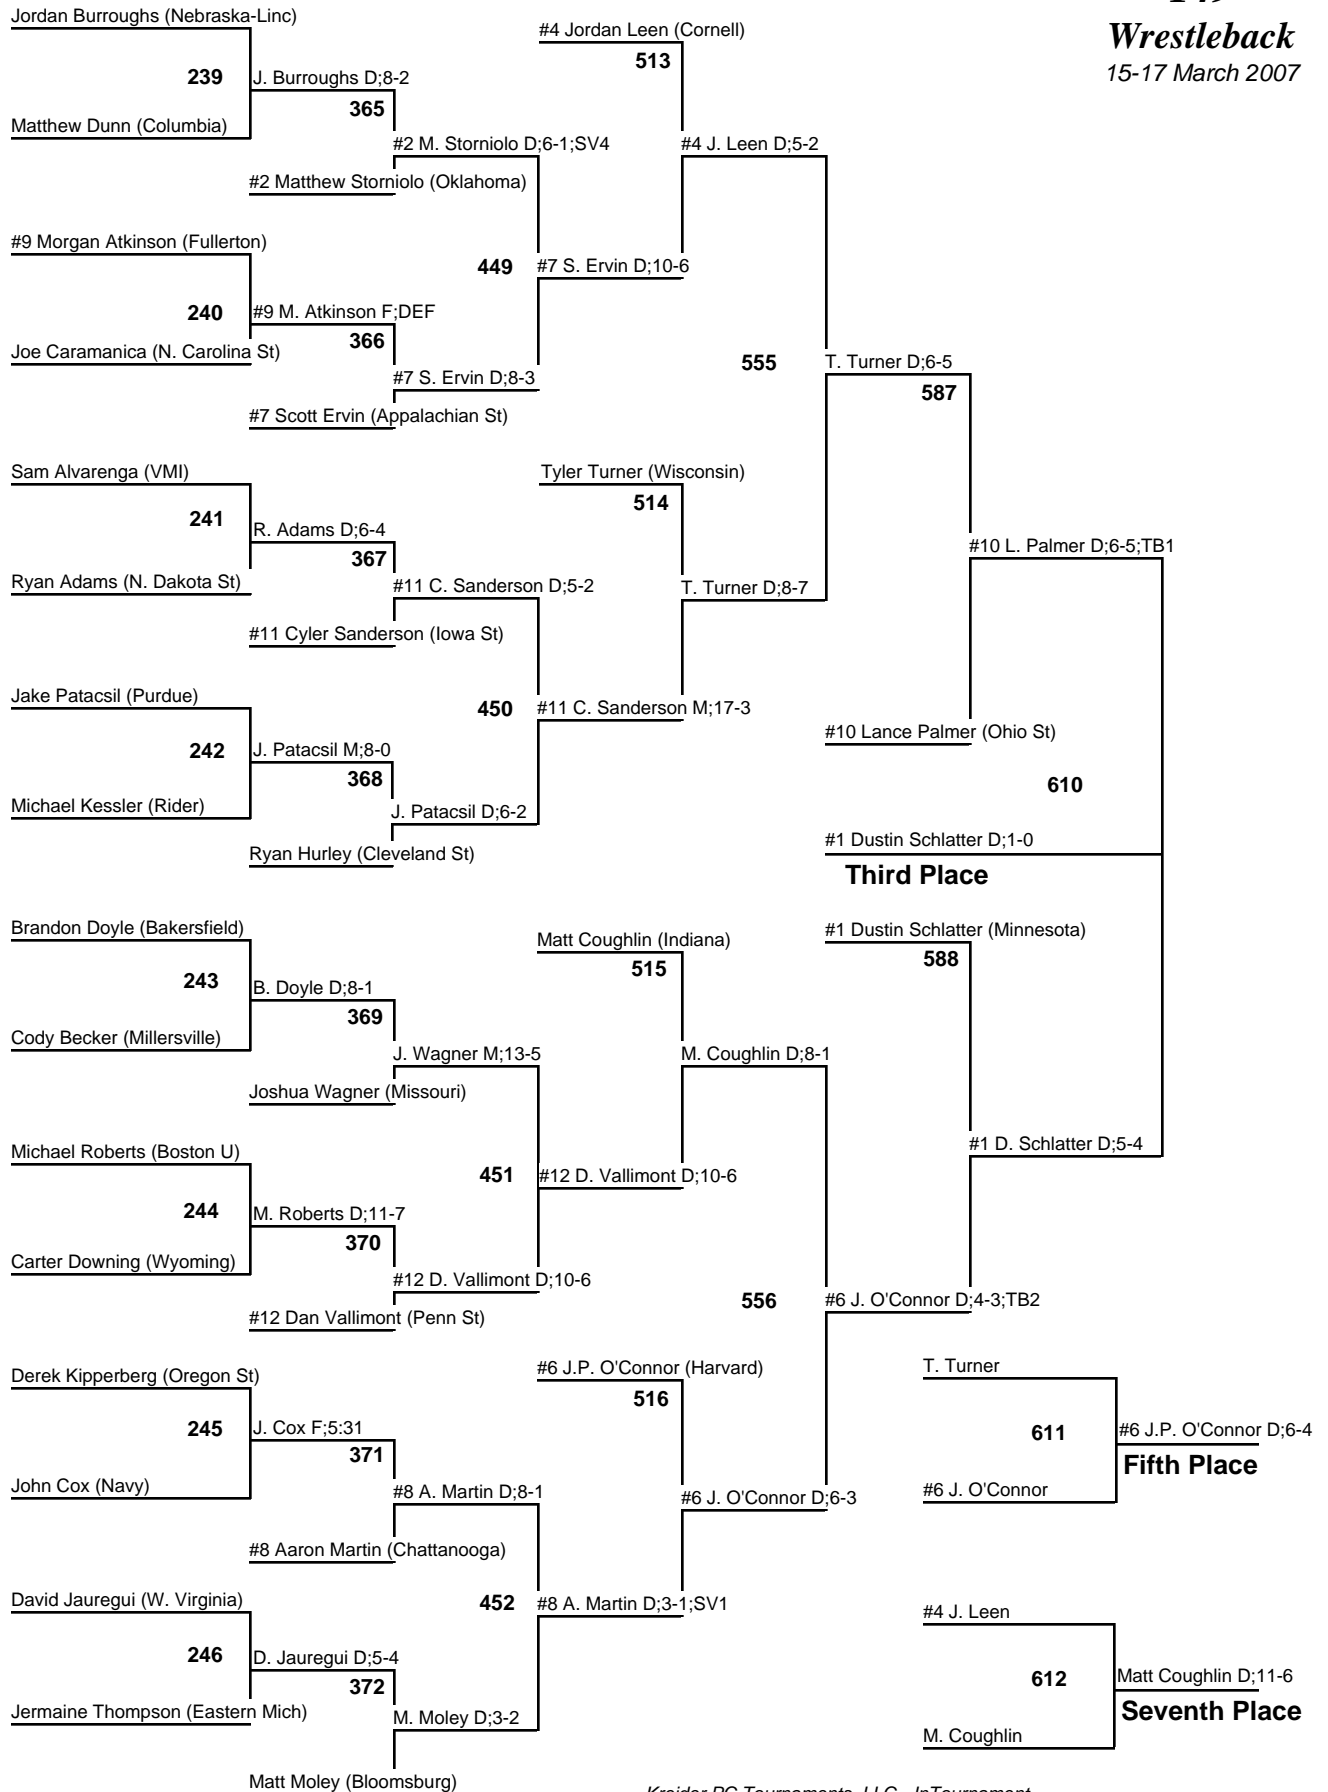 Wrestleback
15-17 March 2007
Jordan Burroughs (Nebraska-Linc)
239
J. Burroughs D;8-2
365
Matthew Dunn (Columbia)
#2 M. Storniolo D;6-1;SV4
#2 Matthew Storniolo (Oklahoma)
#9 Morgan Atkinson (Fullerton)
449
#7 S. Ervin D;10-6
240
#9 M. Atkinson F;DEF
366
Joe Caramanica (N. Carolina St)
#7 S. Ervin D;8-3
#7 Scott Ervin (Appalachian St)
#4 Jordan Leen (Cornell)
513
#4 J. Leen D;5-2
555
T. Turner D;6-5
587
Sam Alvarenga (VMI)
241
R. Adams D;6-4
367
Ryan Adams (N. Dakota St)
#11 C. Sanderson D;5-2
#11 Cyler Sanderson (Iowa St)
Tyler Turner (Wisconsin)
514
T. Turner D;8-7
#10 L. Palmer D;6-5;TB1
Jake Patacsil (Purdue)
450
#11 C. Sanderson M;17-3
242
J. Patacsil M;8-0
368
Michael Kessler (Rider)
J. Patacsil D;6-2
Ryan Hurley (Cleveland St)
#10 Lance Palmer (Ohio St)
610
#1 Dustin Schlatter D;1-0
Third Place
Brandon Doyle (Bakersfield)
243
B. Doyle D;8-1
369
Cody Becker (Millersville)
J. Wagner M;13-5
Joshua Wagner (Missouri)
Matt Coughlin (Indiana)
515
M. Coughlin D;8-1
#1 Dustin Schlatter (Minnesota)
588
#1 D. Schlatter D;5-4
Michael Roberts (Boston U)
451
#12 D. Vallimont D;10-6
244
M. Roberts D;11-7
370
Carter Downing (Wyoming)
#12 D. Vallimont D;10-6
#12 Dan Vallimont (Penn St)
556
#6 J. O'Connor D;4-3;TB2
Derek Kipperberg (Oregon St)
245
J. Cox F;5:31
371
John Cox (Navy)
#8 A. Martin D;8-1
#8 Aaron Martin (Chattanooga)
#6 J.P. O'Connor (Harvard)
516
#6 J. O'Connor D;6-3
T. Turner
611
#6 J.P. O'Connor D;6-4
Fifth Place
#6 J. O'Connor
David Jauregui (W. Virginia)
452
#8 A. Martin D;3-1;SV1
246
D. Jauregui D;5-4
372
Jermaine Thompson (Eastern Mich)
M. Moley D;3-2
Matt Moley (Bloomsburg)
#4 J. Leen
612
Matt Coughlin D;11-6
Seventh Place
M. Coughlin